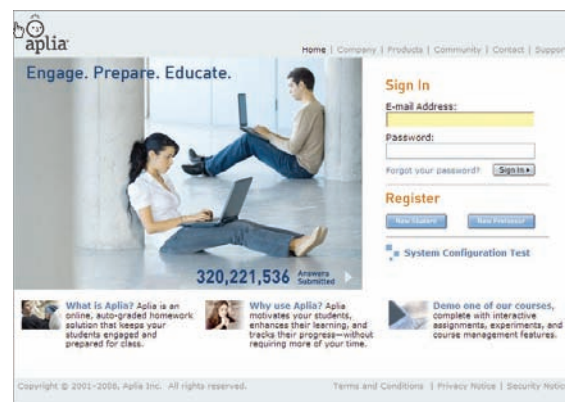 aplia
Home | Company | Products | Community | Contact | Support
Engage. Prepare. Educate.
Sign In
E-mail Address:
Password:
Forgot your password? Sign In
Register
New Student New Professor
System Configuration Test
320,221,536 Answers Submitted
What is Aplia? Aplia is an
online, auto-graded homework
solution that keeps your
students engaged and
prepared for class.
Why use Aplia? Aplia
motivates your students,
enhances their learning, and
tracks their progress—without
requiring more of your time.
Demo one of our courses,
complete with interactive
assignments, experiments, and
course management features.
Copyright © 2001-2008, Aplia Inc. All rights reserved.
Terms and Conditions | Privacy Notice | Security Notic